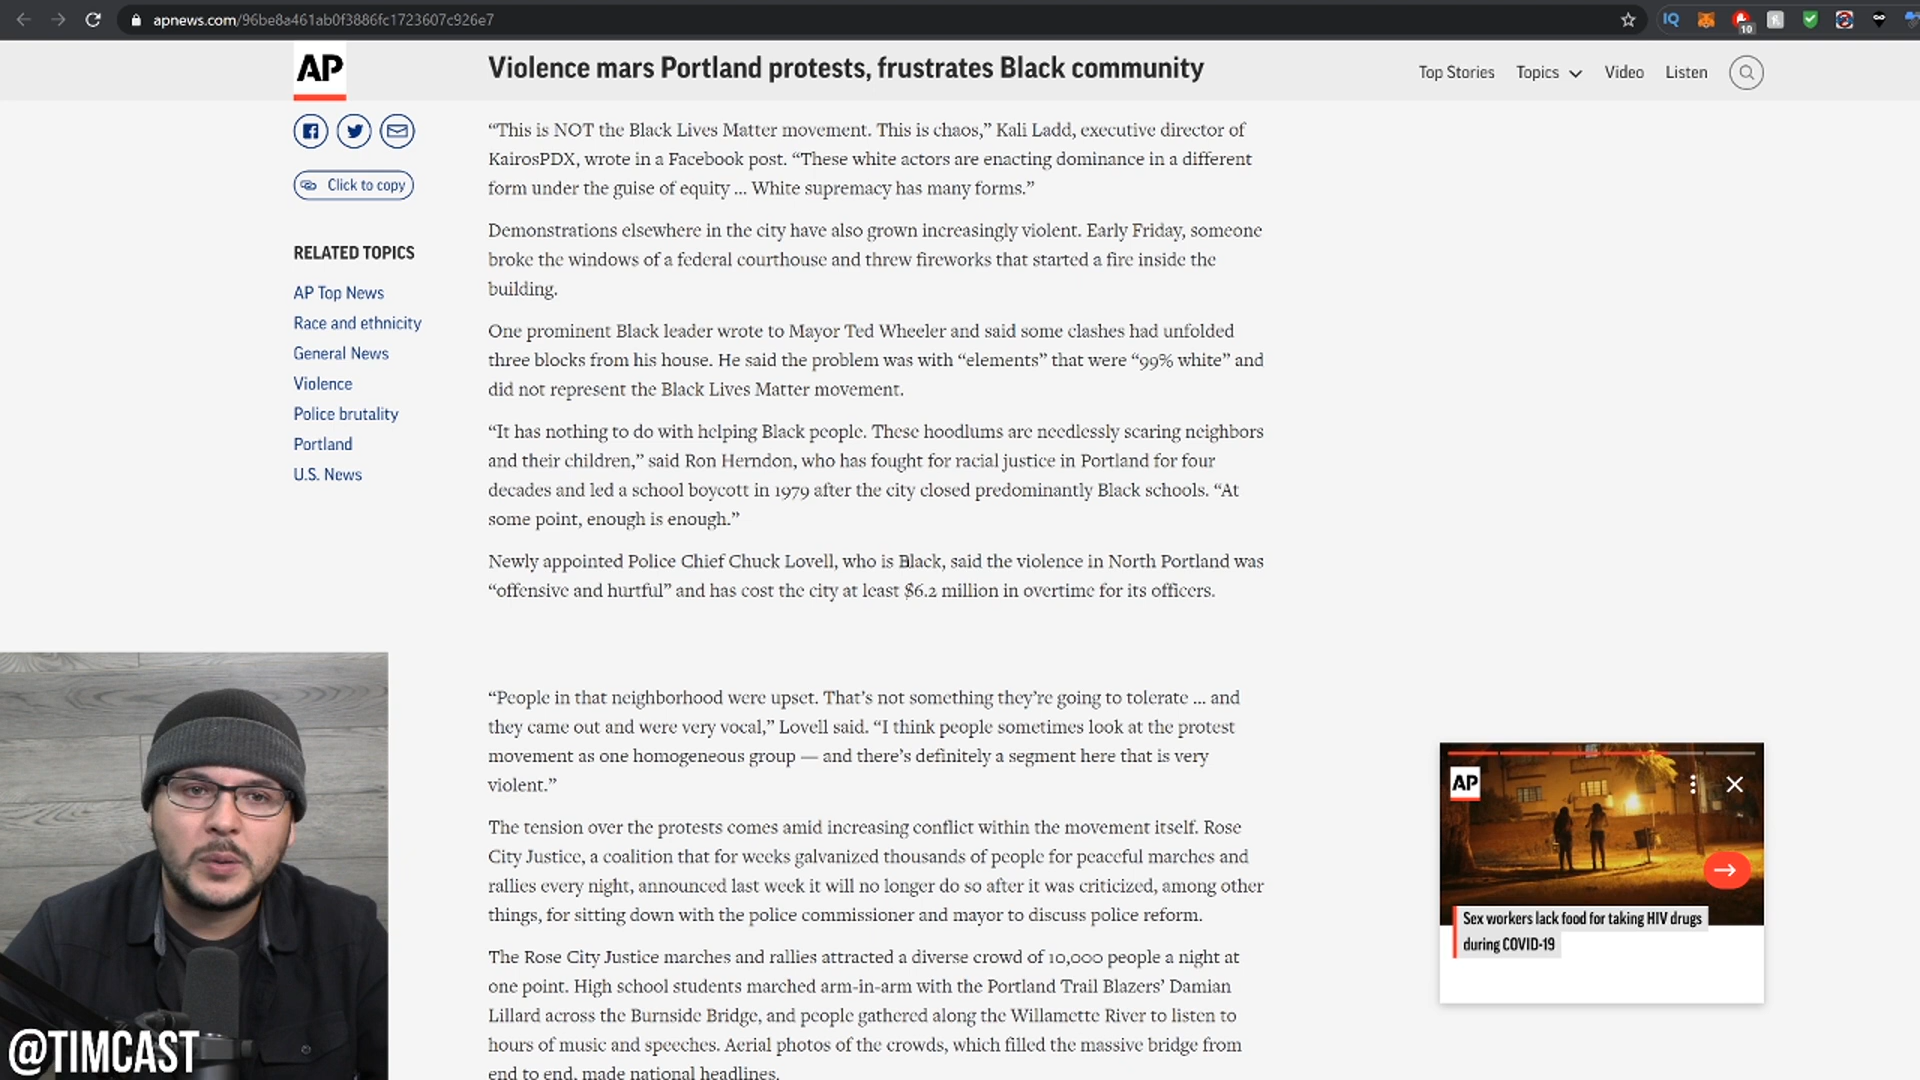 apnews.com/96be8a461ab0f3886fc1723607c926e7
IQ
10
AP
Violence mars Portland protests, frustrates Black community
Top Stories
Topics
Video
Listen
Click to copy
RELATED TOPICS
AP Top News
Race and ethnicity
General News
Violence
Police brutality
Portland
U.S. News
“This is NOT the Black Lives Matter movement. This is chaos,” Kali Ladd, executive director of
KairosPDX, wrote in a Facebook post. “These white actors are enacting dominance in a different
form under the guise of equity ... White supremacy has many forms.”
Demonstrations elsewhere in the city have also grown increasingly violent. Early Friday, someone
broke the windows of a federal courthouse and threw fireworks that started a fire inside the
building.
One prominent Black leader wrote to Mayor Ted Wheeler and said some clashes had unfolded
three blocks from his house. He said the problem was with “elements” that were “99% white” and
did not represent the Black Lives Matter movement.
“It has nothing to do with helping Black people. These hoodlums are needlessly scaring neighbors
and their children,” said Ron Herndon, who has fought for racial justice in Portland for four
decades and led a school boycott in 1979 after the city closed predominantly Black schools. “At
some point, enough is enough.”
Newly appointed Police Chief Chuck Lovell, who is Black, said the violence in North Portland was
“offensive and hurtful” and has cost the city at least $6.2 million in overtime for its officers.
“People in that neighborhood were upset. That’s not something they’re going to tolerate ... and
they came out and were very vocal,” Lovell said. “I think people sometimes look at the protest
movement as one homogeneous group — and there’s definitely a segment here that is very
violent.”
The tension over the protests comes amid increasing conflict within the movement itself. Rose
City Justice, a coalition that for weeks galvanized thousands of people for peaceful marches and
rallies every night, announced last week it will no longer do so after it was criticized, among other
things, for sitting down with the police commissioner and mayor to discuss police reform.
The Rose City Justice marches and rallies attracted a diverse crowd of 10,000 people a night at
one point. High school students marched arm-in-arm with the Portland Trail Blazers’ Damian
Lillard across the Burnside Bridge, and people gathered along the Willamette River to listen to
hours of music and speeches. Aerial photos of the crowds, which filled the massive bridge from
end to end, made national headlines.
AP
Sex workers lack food for taking HIV drugs
during COVID-19
@TIMCAST